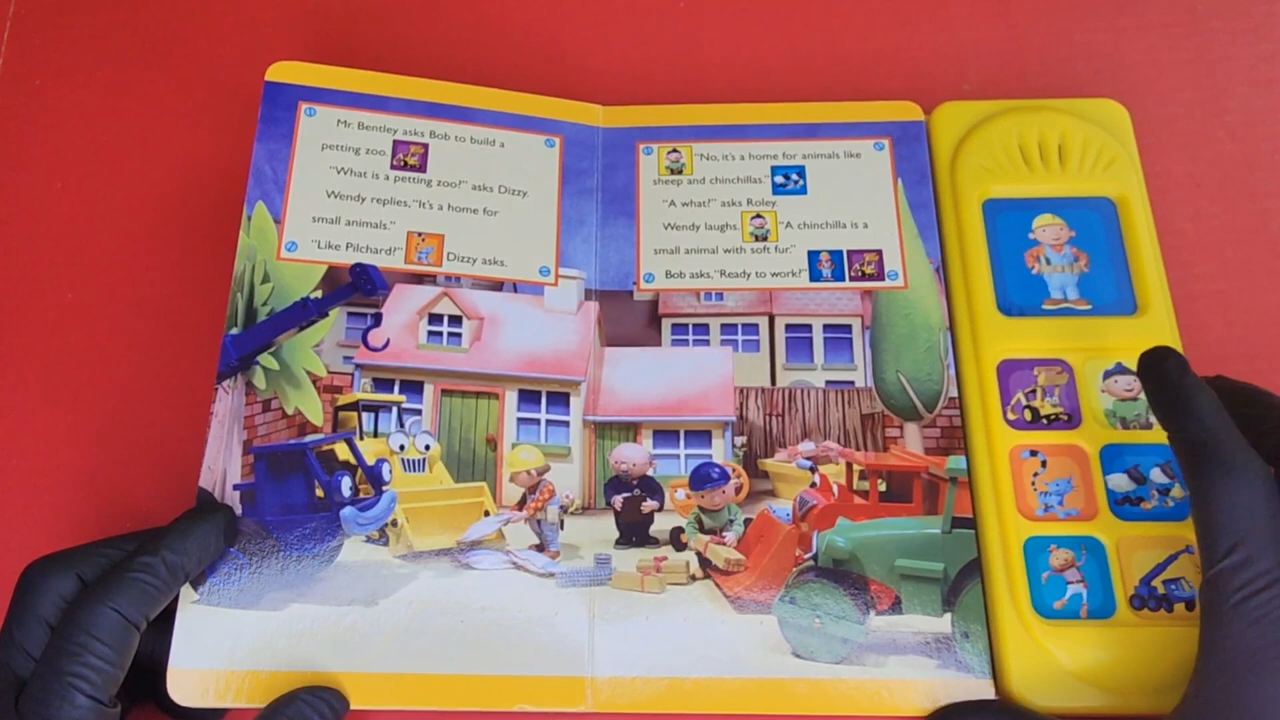 Mr. Bentley asks Bob to build a
petting zoo.
"What is a petting zoo?" asks Dizzy.
Wendy replies, "It's a home for
small animals."
"Like Pilchard?" Dizzy asks.
"No, it's a home for animals like
sheep and chinchillas."
"A what?" asks Roley.
Wendy laughs. "A chinchilla is a
small animal with soft fur."
Bob asks, "Ready to work?"